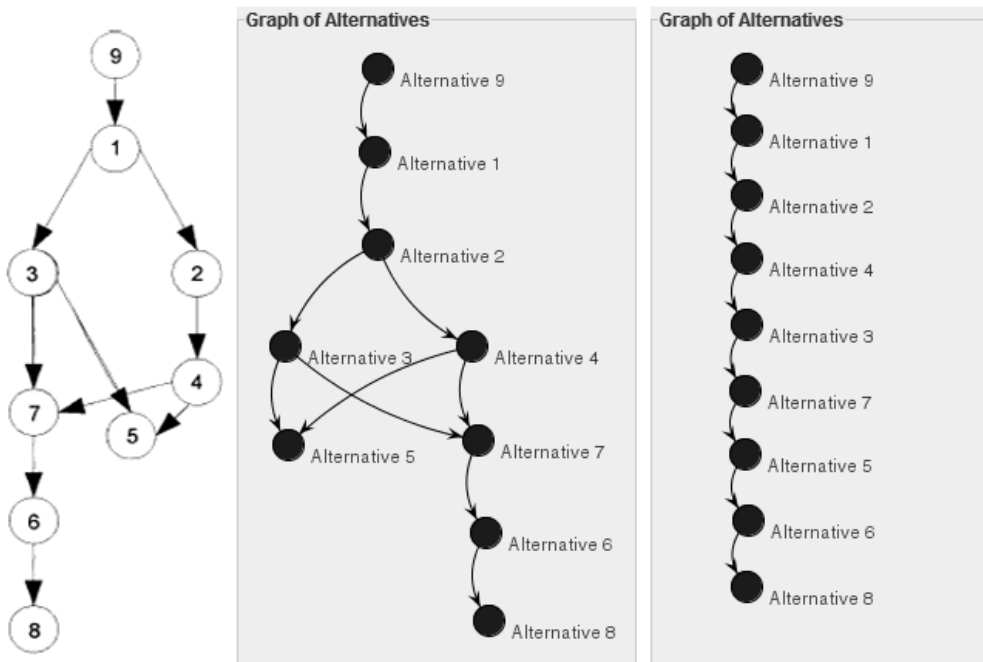 9
1
3
2
4
7
5
6
8
Graph of Alternatives
Alternative 9
Alternative 1
Alternative 2
Alternative 3
Alternative 4
Alternative 5
Alternative 7
Alternative 6
Alternative 8
Graph of Alternatives
Alternative 9
Alternative 1
Alternative 2
Alternative 4
Alternative 3
Alternative 7
Alternative 5
Alternative 6
Alternative 8